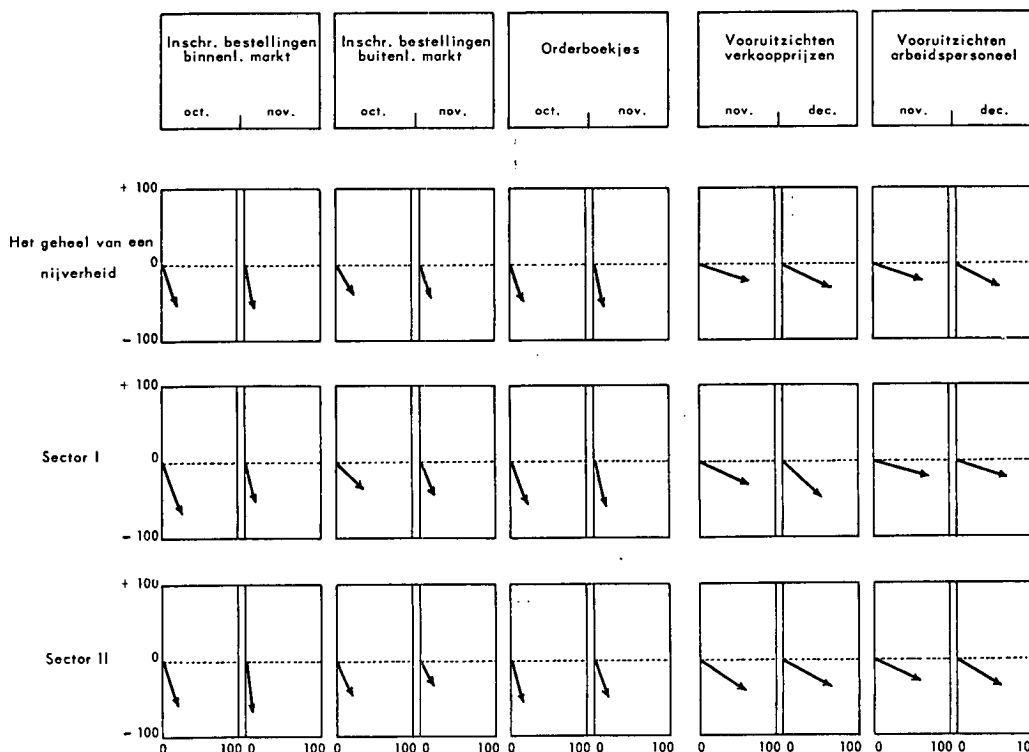 Inschr. bestellingen
binnenl. markt
oct. nov.
Inschr. bestellingen
buitenl. markt
oct. nov.
Orderboekjes
oct. nov.
Vooruitzichten
verkoopprijzen
nov. dec.
Vooruitzichten
arbeidspersoneel
nov. dec.
+ 100
Het geheel van een
nijverheid
0
- 100
+ 100
Sector I
0
- 100
+ 100
Sector II
0
- 100
0 100 0 100
0 100 0 100
0 100 0 100
0 100 0 100
0 100 0 100